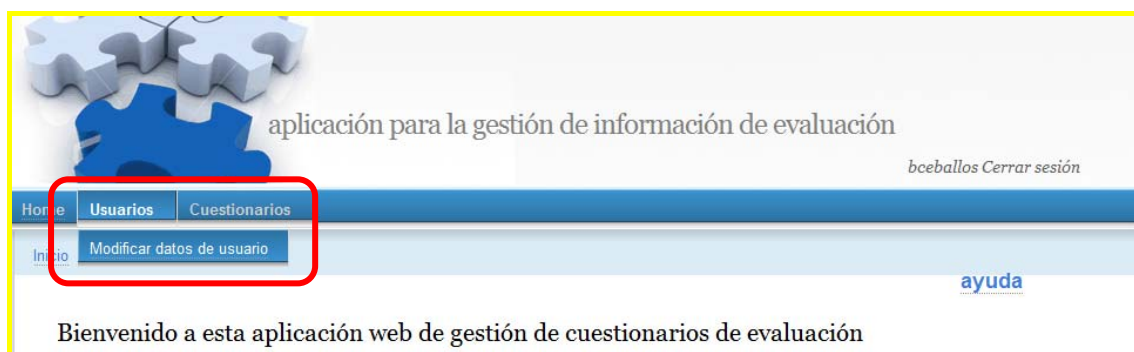 aplicación para la gestión de información de evaluación
bceballos Cerrar sesión
Home Usuarios Cuestionarios
Inicio Modificar datos de usuario
ayuda
Bienvenido a esta aplicación web de gestión de cuestionarios de evaluación